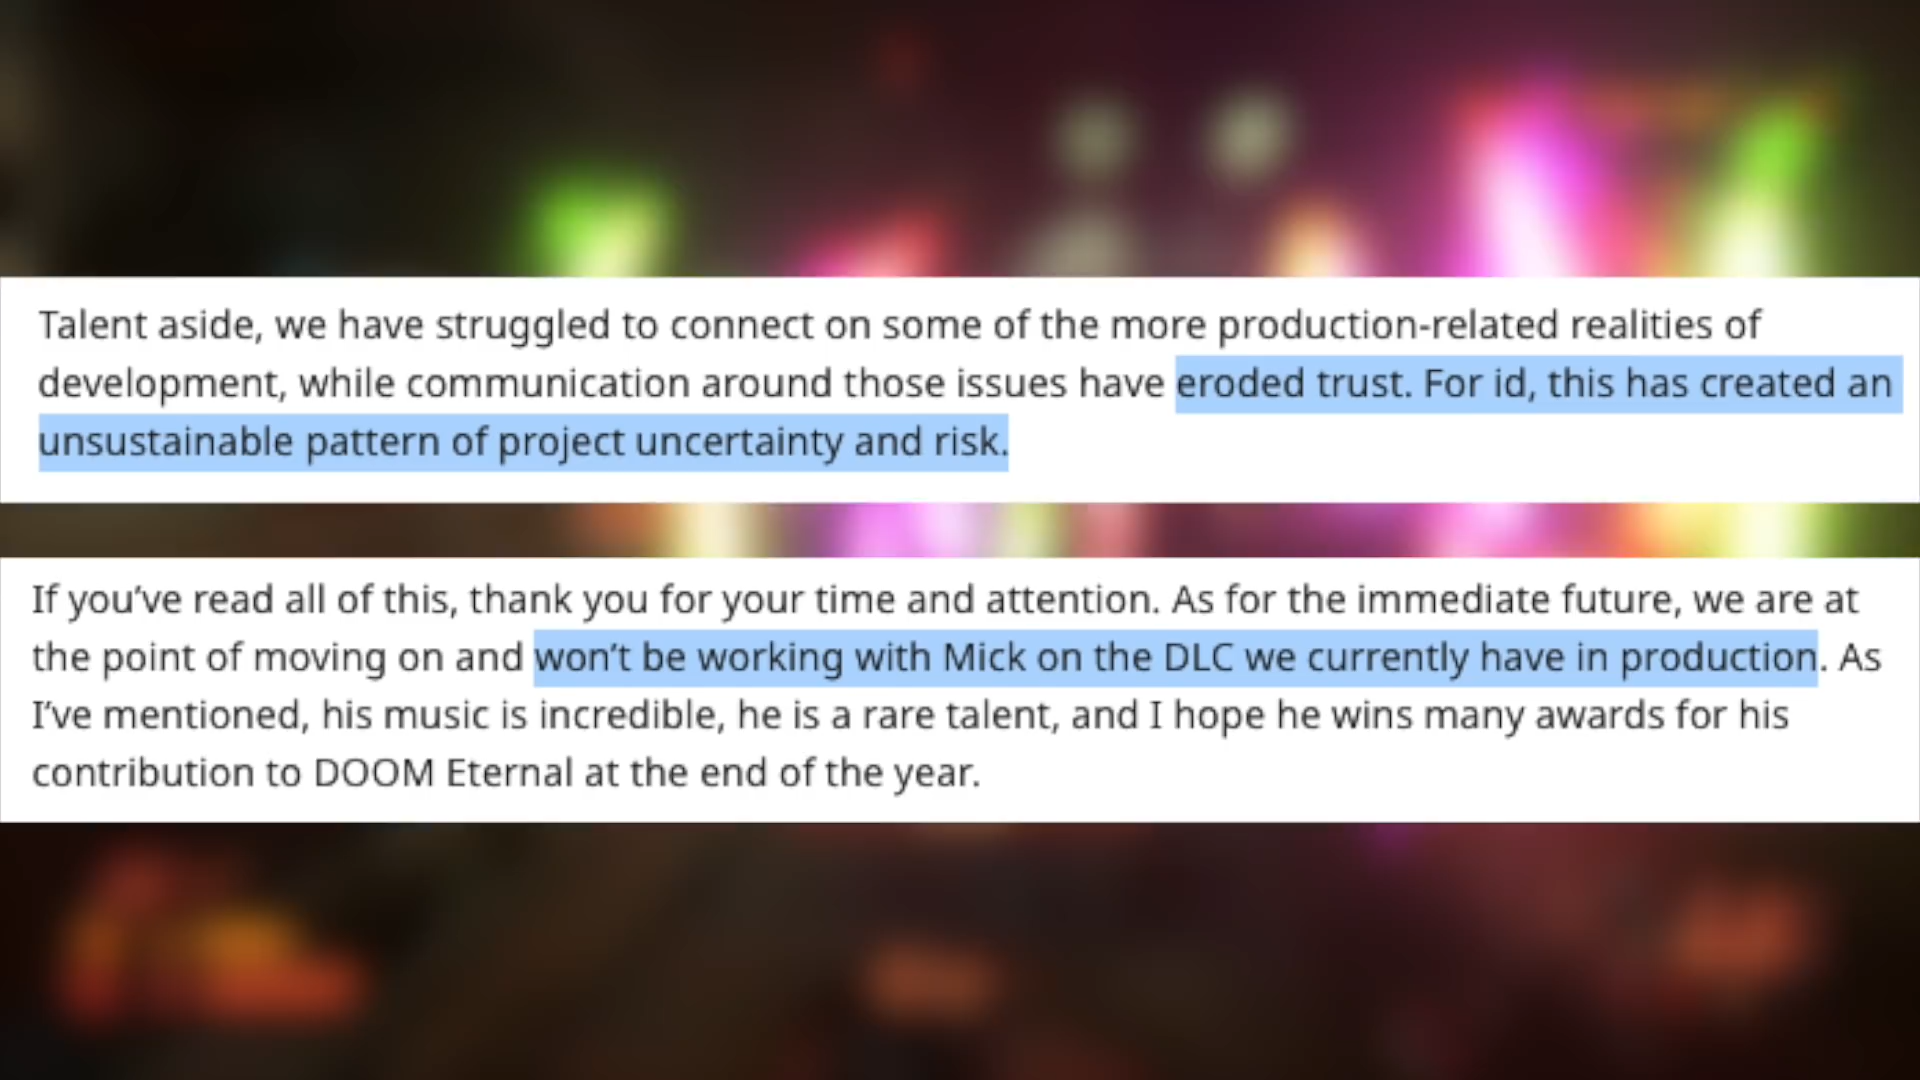 Talent aside, we have struggled to connect on some of the more production-related realities of
development, while communication around those issues have eroded trust. For id, this has created an
unsustainable pattern of project uncertainty and risk.
If you’ve read all of this, thank you for your time and attention. As for the immediate future, we are at
the point of moving on and won’t be working with Mick on the DLC we currently have in production. As
I’ve mentioned, his music is incredible, he is a rare talent, and I hope he wins many awards for his
contribution to DOOM Eternal at the end of the year.